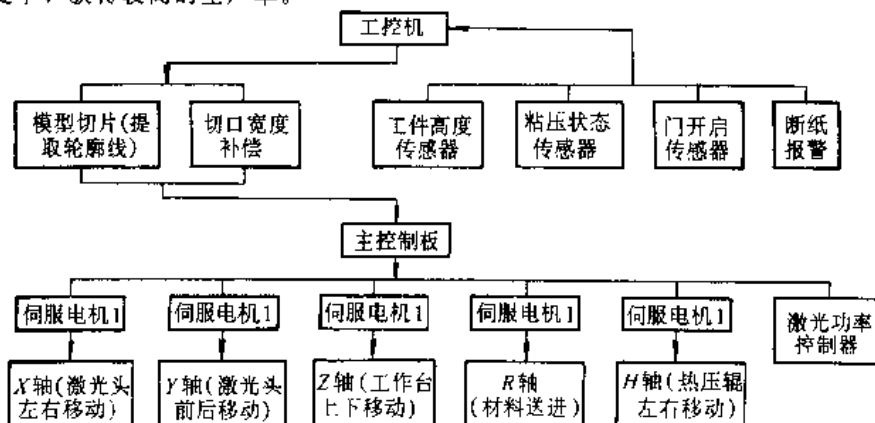 工控机
模型切片(提
取轮廓线)
切口宽度
补偿
工件高度
传感器
粘压状态
传感器
门开启
传感器
断纸
报警
主控制板
伺服电机1
伺服电机1
伺服电机1
伺服电机1
伺服电机1
激光功率
控制器
X轴(激光头
左右移动)
Y轴(激光头
前后移动)
Z轴(工作台
上下移动)
R轴
(材料送进)
H轴(热压辊
左右移动)